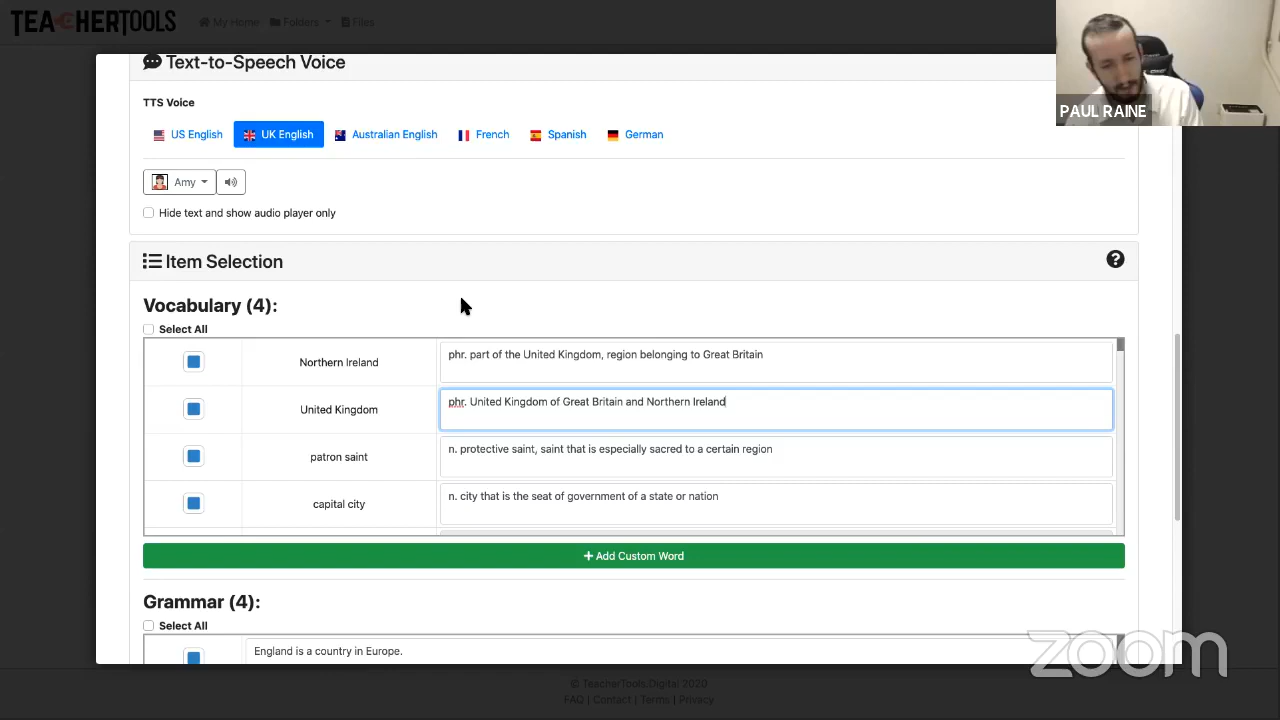 TEACHERTOOLS My Home Folders Files
PAUL RAINE
Text-to-Speech Voice
TTS Voice
US English UK English Australian English French Spanish German
Amy
Hide text and show audio player only
Item Selection
Vocabulary (4):
Select All
Northern Ireland phr. part of the United Kingdom, region belonging to Great Britain
United Kingdom phr. United Kingdom of Great Britain and Northern Ireland
patron saint n. protective saint, saint that is especially sacred to a certain region
capital city n. city that is the seat of government of a state or nation
+ Add Custom Word
Grammar (4):
Select All
England is a country in Europe.
zoom
© TeacherTools.Digital 2020
FAQ | Contact | Terms | Privacy